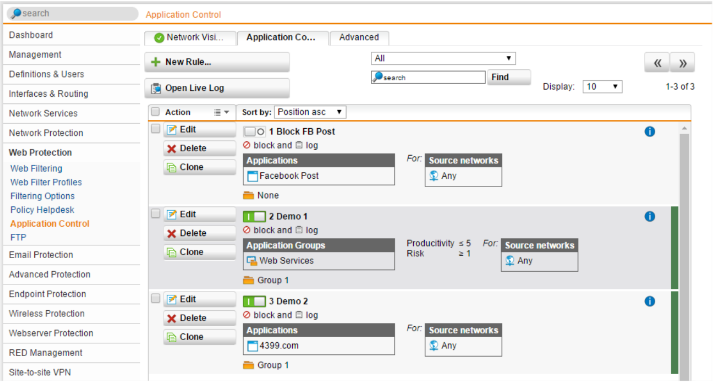 search
Application Control
Dashboard
Management
Definitions & Users
Interfaces & Routing
Network Services
Network Protection
Web Protection
Web Filtering
Web Filter Profiles
Filtering Options
Policy Helpdesk
Application Control
FTP
Email Protection
Advanced Protection
Endpoint Protection
Wireless Protection
Webserver Protection
RED Management
Site-to-site VPN
Network Visi... Application Co... Advanced
New Rule...
Open Live Log
All
search Find
Display: 10 1-3 of 3
Action Sort by: Position asc
Edit 1 Block FB Post
Delete block and log
Clone Applications For: Source networks
Facebook Post Any
None
Edit 2 Demo 1
Delete block and log
Clone Application Groups Productivity ≤ 5 For: Source networks
Web Services Risk ≥ 1 Any
Group 1
Edit 3 Demo 2
Delete block and log
Clone Applications For: Source networks
4399.com Any
Group 1